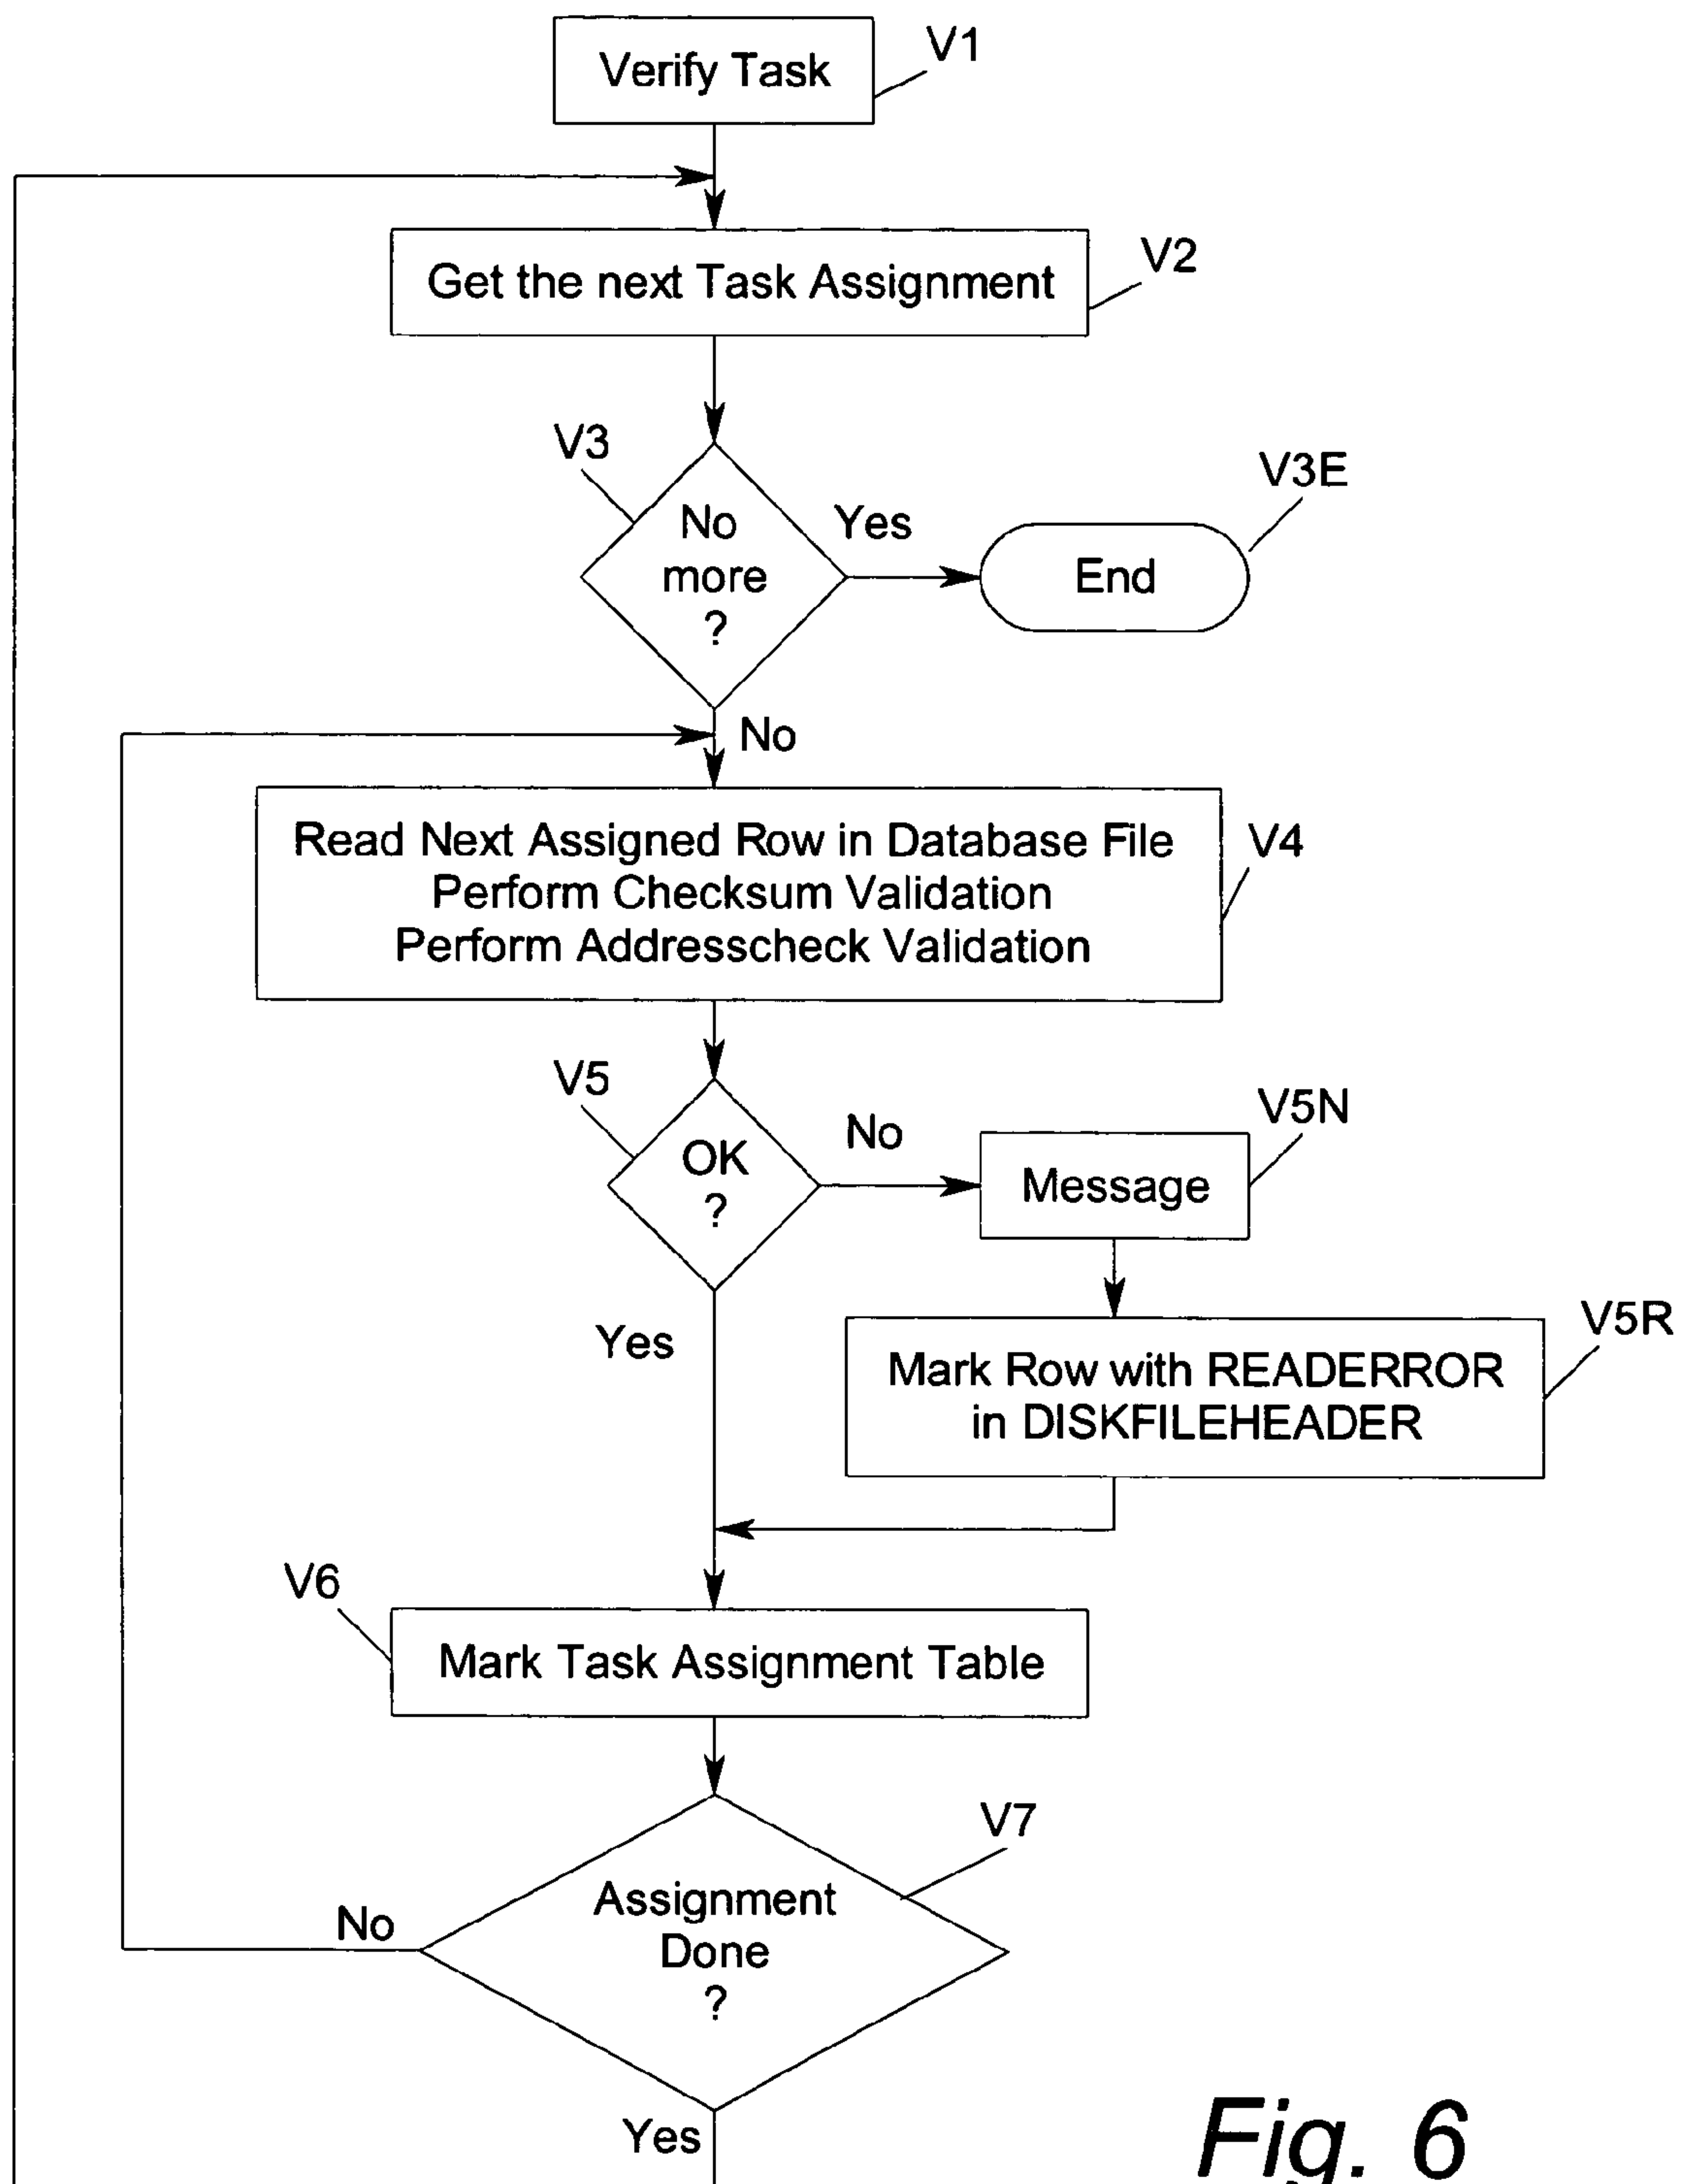 Verify Task
V1
Get the next Task Assignment
V2
V3
No
more
?
Yes
End
V3E
No
Read Next Assigned Row in Database File
Perform Checksum Validation
Perform Addresscheck Validation
V4
V5
OK
?
No
Message
V5N
Yes
Mark Row with READERROR
in DISKFILEHEADER
V5R
V6
Mark Task Assignment Table
V7
Assignment
Done
?
No
Yes
Fig. 6